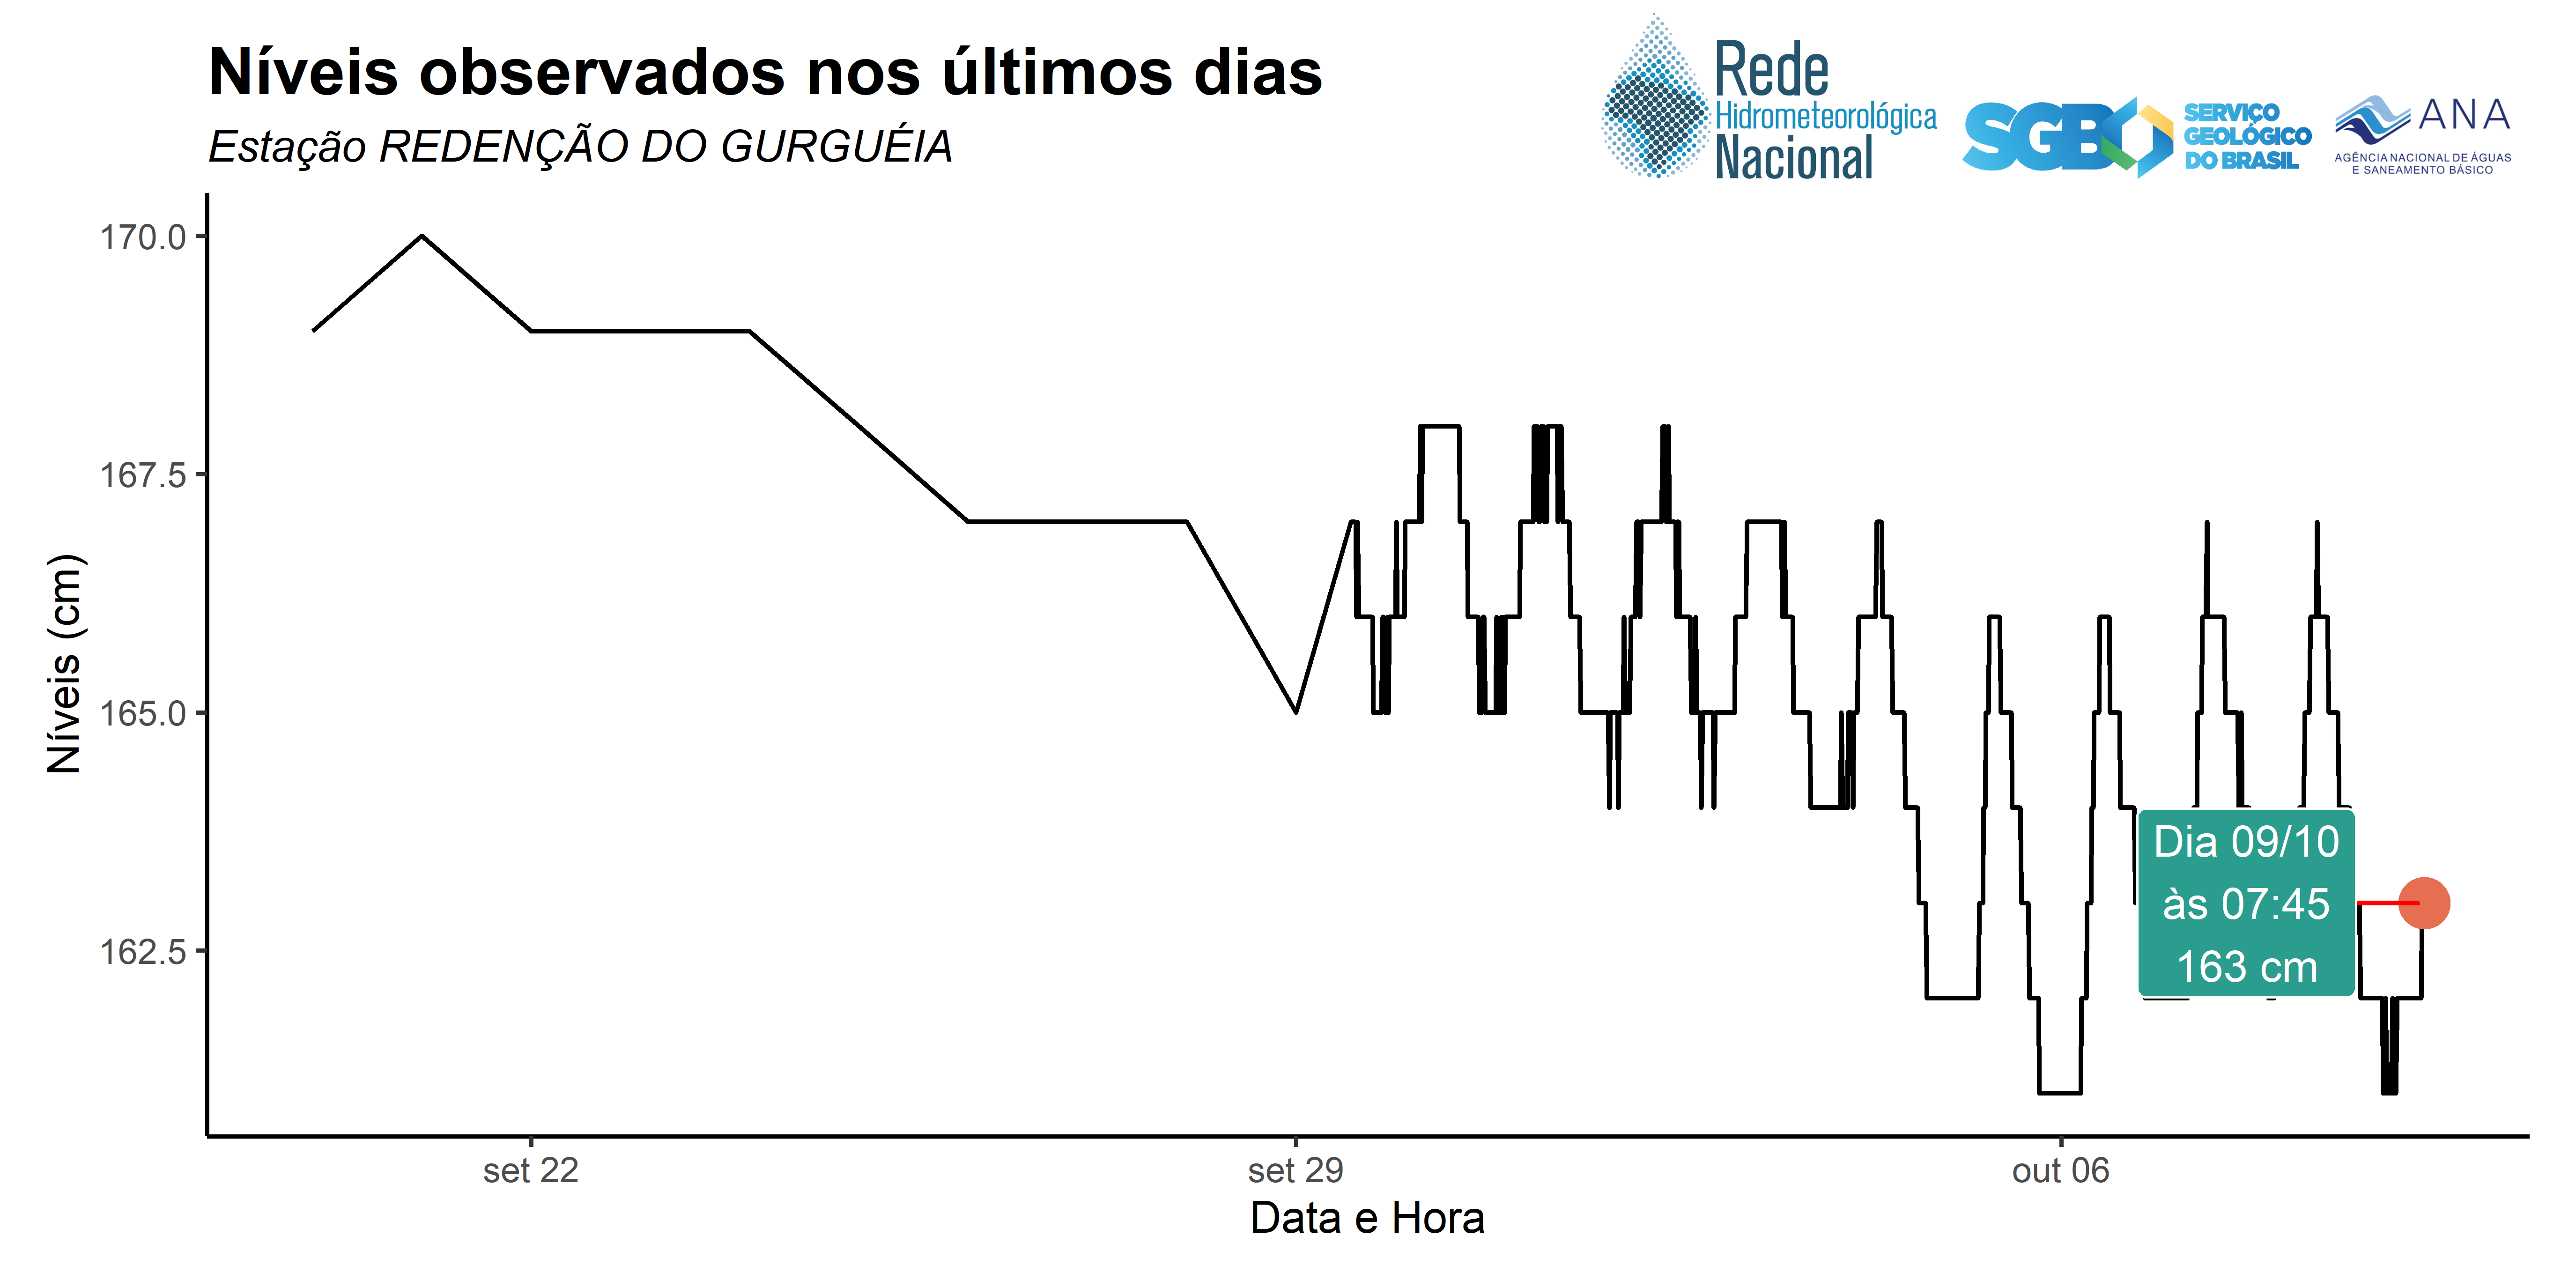 Níveis observados nos últimos dias
Estação REDENÇÃO DO GURGUÉIA
Rede
Hidrometeorológica
Nacional
SGB
SERVIÇO
GEOLÓGICO
DO BRASIL
ANA
AGÊNCIA NACIONAL DE ÁGUAS
E SANEAMENTO BÁSICO
Níveis (cm)
170.0
167.5
165.0
162.5
Dia 09/10
às 07:45
163 cm
set 22
set 29
out 06
Data e Hora